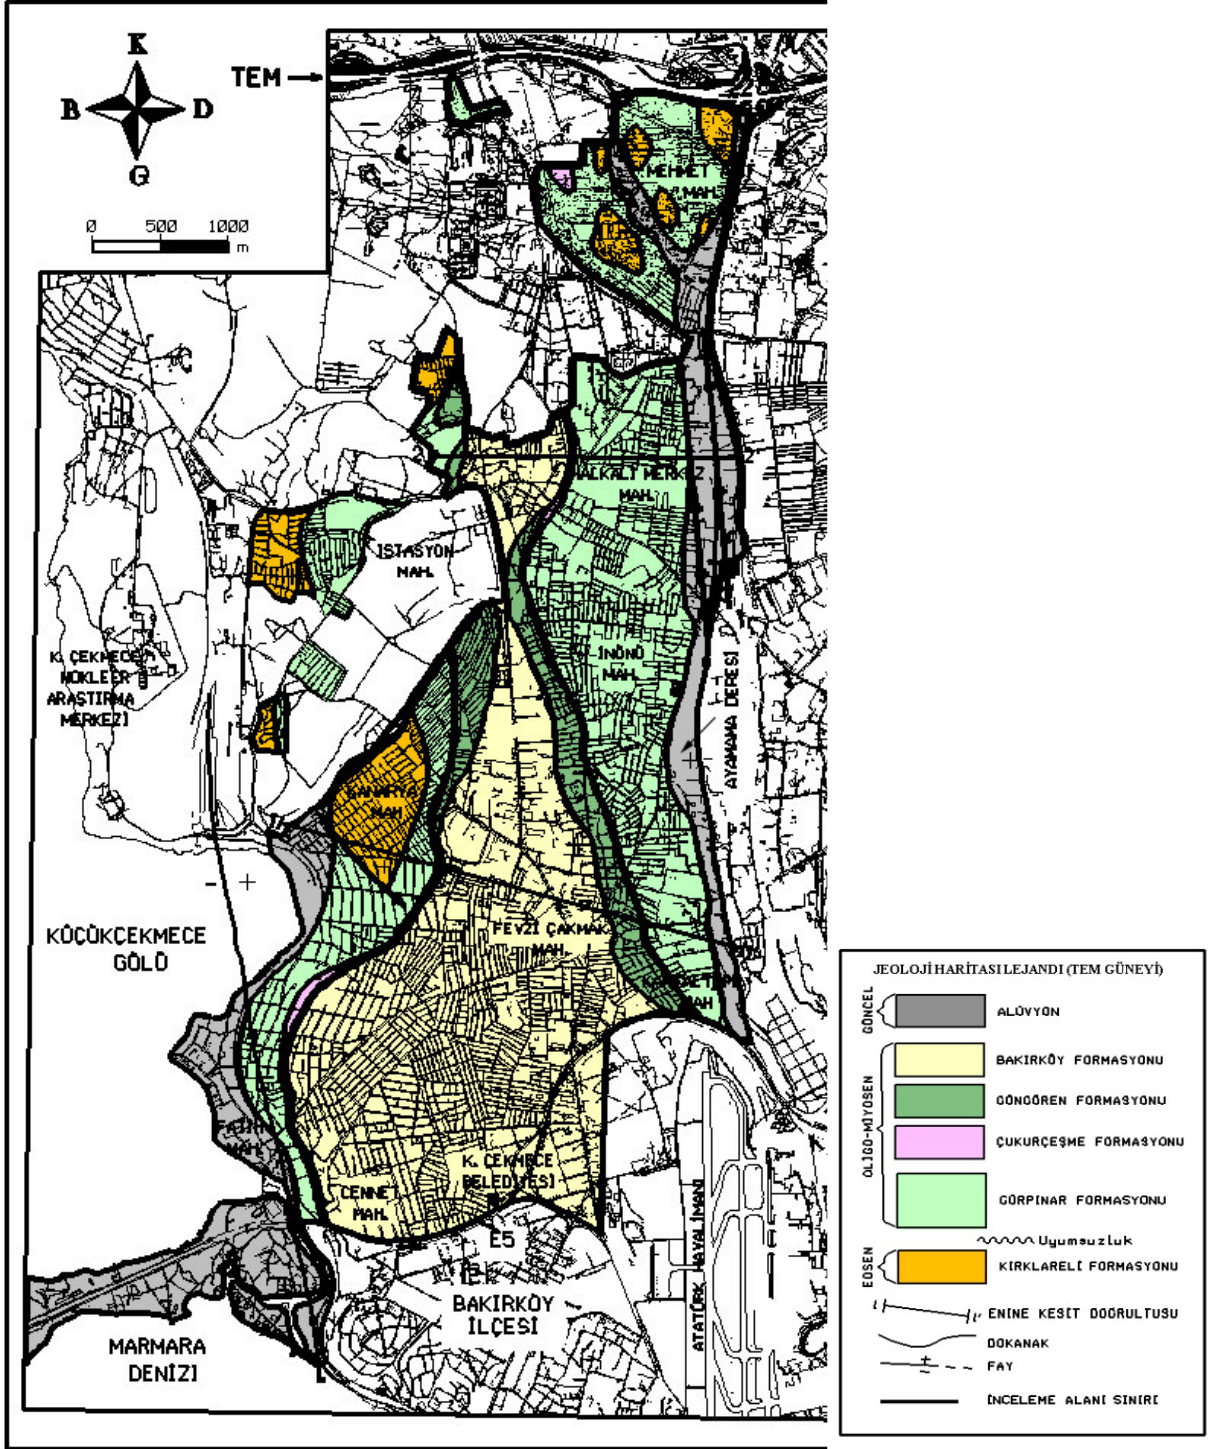 K
TEM
B D
G
0 500 1000
m
MEHMET
MAH.
2
HALKALI MERKEZ
MAH.
İSTASYON
MAH.
İNÖNÜ
MAH.
K. ÇEKMECE
NÜKLEER
ARAŞTIRMA
MERKEZİ
AYAMAMA DERESİ
KANARYA
MAH
- +
KÜÇÜKÇEKMECE
GÖLÜ
FEVZİ ÇAKMAK
MAH.
MAH
FATİH
MAH.
K. ÇEKMECE
BELEDİYESİ
CENNET
MAH.
E5
BAKIRKÖY
İLÇESİ
ATATÜRK HAVALİMANI
MARMARA
DENİZİ
JEOLOJİ HARİTASI LEJANDI (TEM GÜNEYİ)
GÜNCEL
ALÜVYON
OLİGO-MİYOSEN
BAKIRKÖY FORMASYONU
GÜNGÖREN FORMASYONU
ÇUKURÇEŞME FORMASYONU
GÜRPINAR FORMASYONU
Uyumsuzluk
EOSEN
KIRKLARELİ FORMASYONU
ENİNE KESİT DOĞRULTUSU
DOKANAK
FAY
İNCELEME ALANI SINIRI